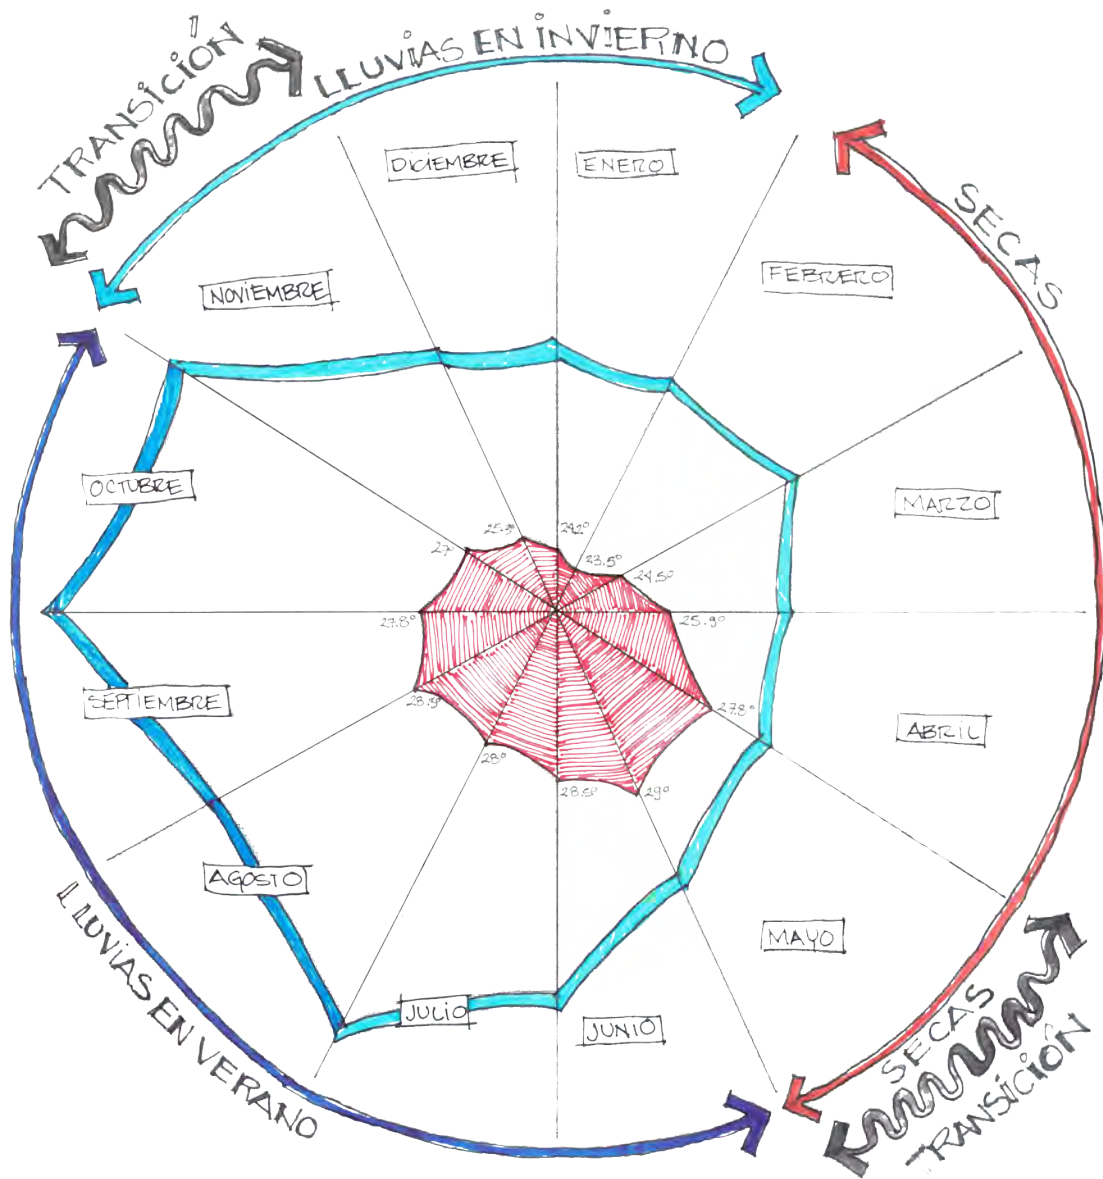 TRANSICIÓN
LLUVIAS EN INVIERNO
DICIEMBRE
ENERO
SECAS
FEBRERO
NOVIEMBRE
MARZO
OCTUBRE
25.3°
24.2°
23.5°
24.5°
27°
25.9°
27.8°
27.8°
28.3°
28°
28.5°
29°
SEPTIEMBRE
ABRIL
AGOSTO
MAYO
JULIO
JUNIO
LLUVIAS EN VERANO
SECAS
TRANSICIÓN